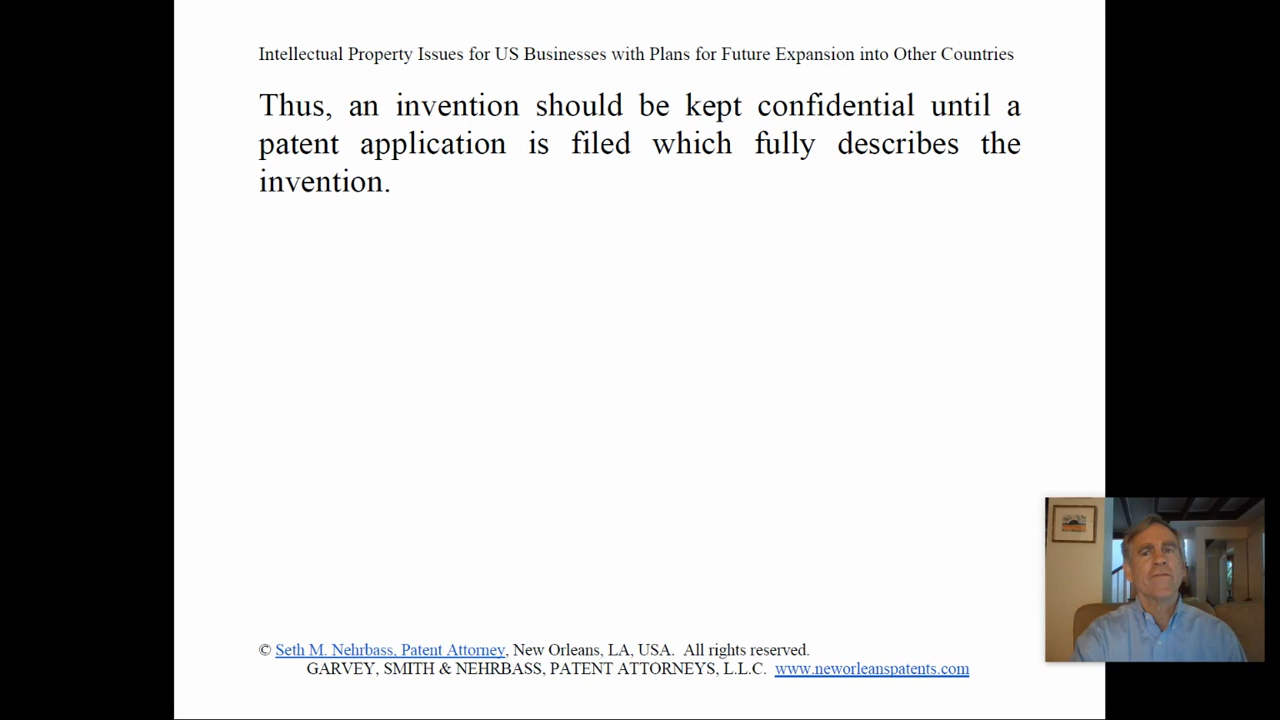 Intellectual Property Issues for US Businesses with Plans for Future Expansion into Other Countries
Thus, an invention should be kept confidential until a
patent application is filed which fully describes the
invention.
© Seth M. Nehrbass, Patent Attorney, New Orleans, LA, USA.  All rights reserved.
GARVEY, SMITH & NEHRBASS, PATENT ATTORNEYS, L.L.C.  www.neworleanspatents.com